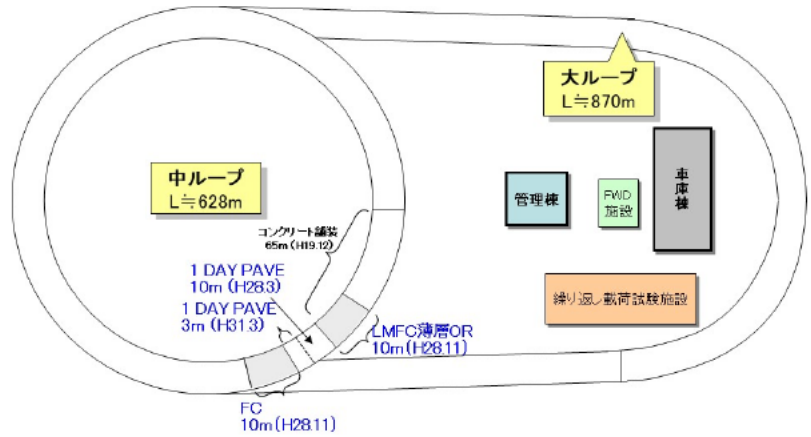 大ループ
L≒870m
中ループ
L≒628m
管理棟
FWD
施設
車庫棟
コンクリート舗装
65m(H19.12)
1 DAY PAVE
10m(H28.3)
1 DAY PAVE
3m(H31.3)
繰り返し載荷試験施設
LMFC薄層OR
10m(H28.11)
FC
10m(H28.11)